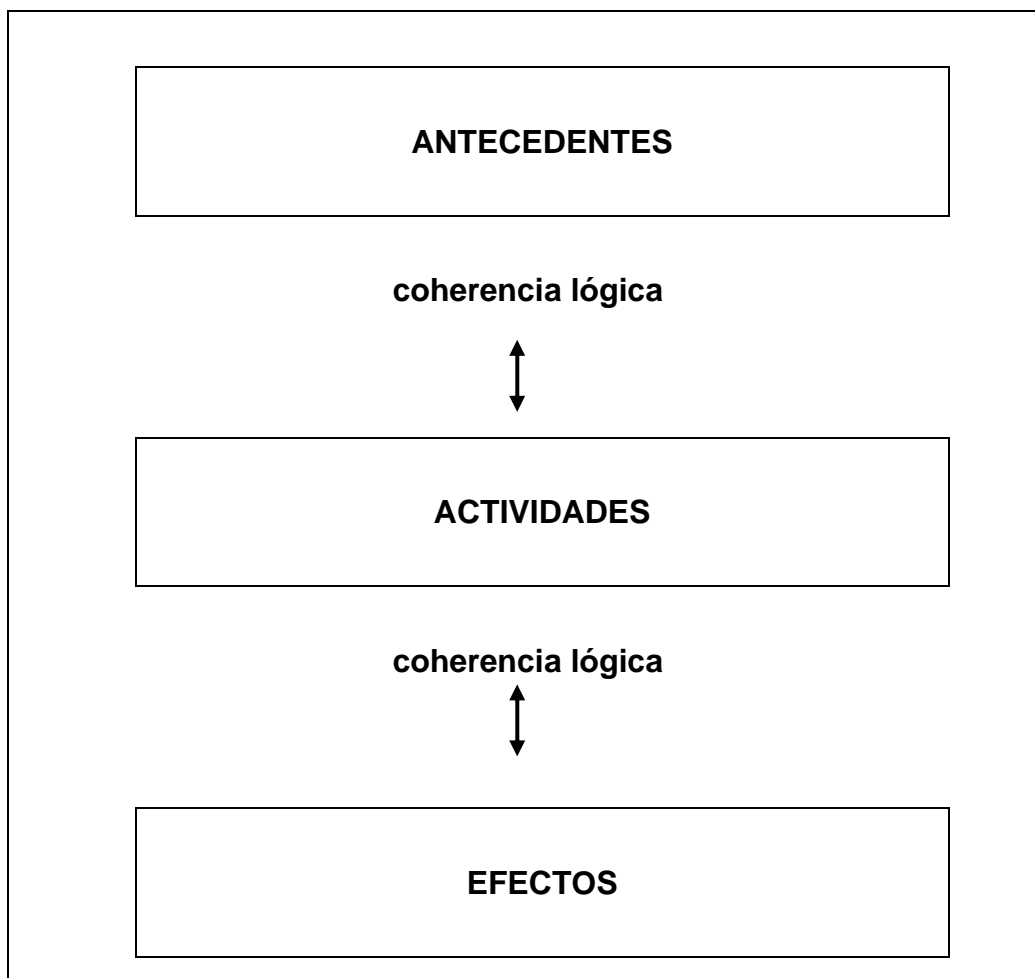 ANTECEDENTES
coherencia lógica
ACTIVIDADES
coherencia lógica
EFECTOS